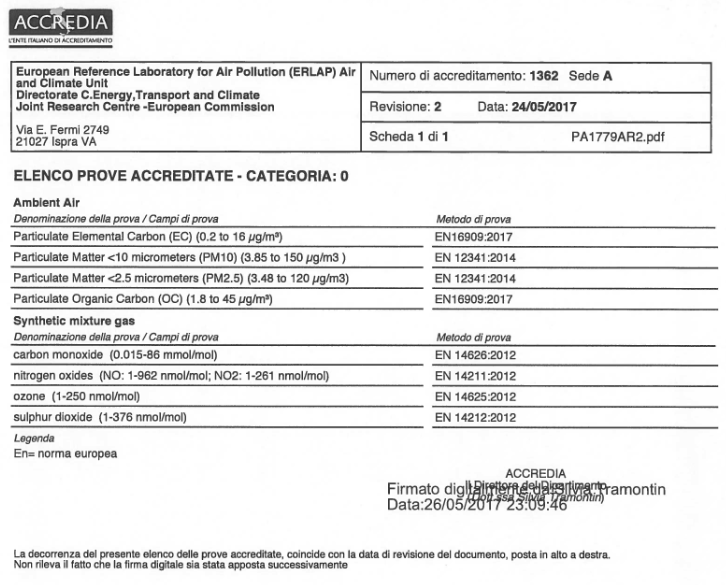 ACCREDIA
L'ENTE ITALIANO DI ACCREDITAMENTO
European Reference Laboratory for Air Pollution (ERLAP) Air
and Climate Unit
Directorate C.Energy,Transport and Climate
Joint Research Centre -European Commission
Via E. Fermi 2749
21027 Ispra VA
Numero di accreditamento: 1362 Sede A
Revisione: 2 Data: 24/05/2017
Scheda 1 di 1 PA1779AR2.pdf
ELENCO PROVE ACCREDITATE - CATEGORIA: 0
Ambient Air
Denominazione della prova / Campi di prova Metodo di prova
Particulate Elemental Carbon (EC) (0.2 to 16 µg/m³) EN16909:2017
Particulate Matter <10 micrometers (PM10) (3.85 to 150 µg/m3 ) EN 12341:2014
Particulate Matter <2.5 micrometers (PM2.5) (3.48 to 120 µg/m3) EN 12341:2014
Particulate Organic Carbon (OC) (1.8 to 45 µg/m³) EN16909:2017
Synthetic mixture gas
Denominazione della prova / Campi di prova Metodo di prova
carbon monoxide (0.015-86 mmol/mol) EN 14626:2012
nitrogen oxides (NO: 1-962 nmol/mol; NO2: 1-261 nmol/mol) EN 14211:2012
ozone (1-250 nmol/mol) EN 14625:2012
sulphur dioxide (1-376 nmol/mol) EN 14212:2012
Legenda
En= norma europea
ACCREDIA
Il Direttore del Dipartimento
(Dott.ssa Silvia Tramontin)
Firmato digitalmente da:Silvia Tramontin
Data:26/05/2017 23:09:46
La decorrenza del presente elenco delle prove accreditate, coincide con la data di revisione del documento, posta in alto a destra.
Non rileva il fatto che la firma digitale sia stata apposta successivamente